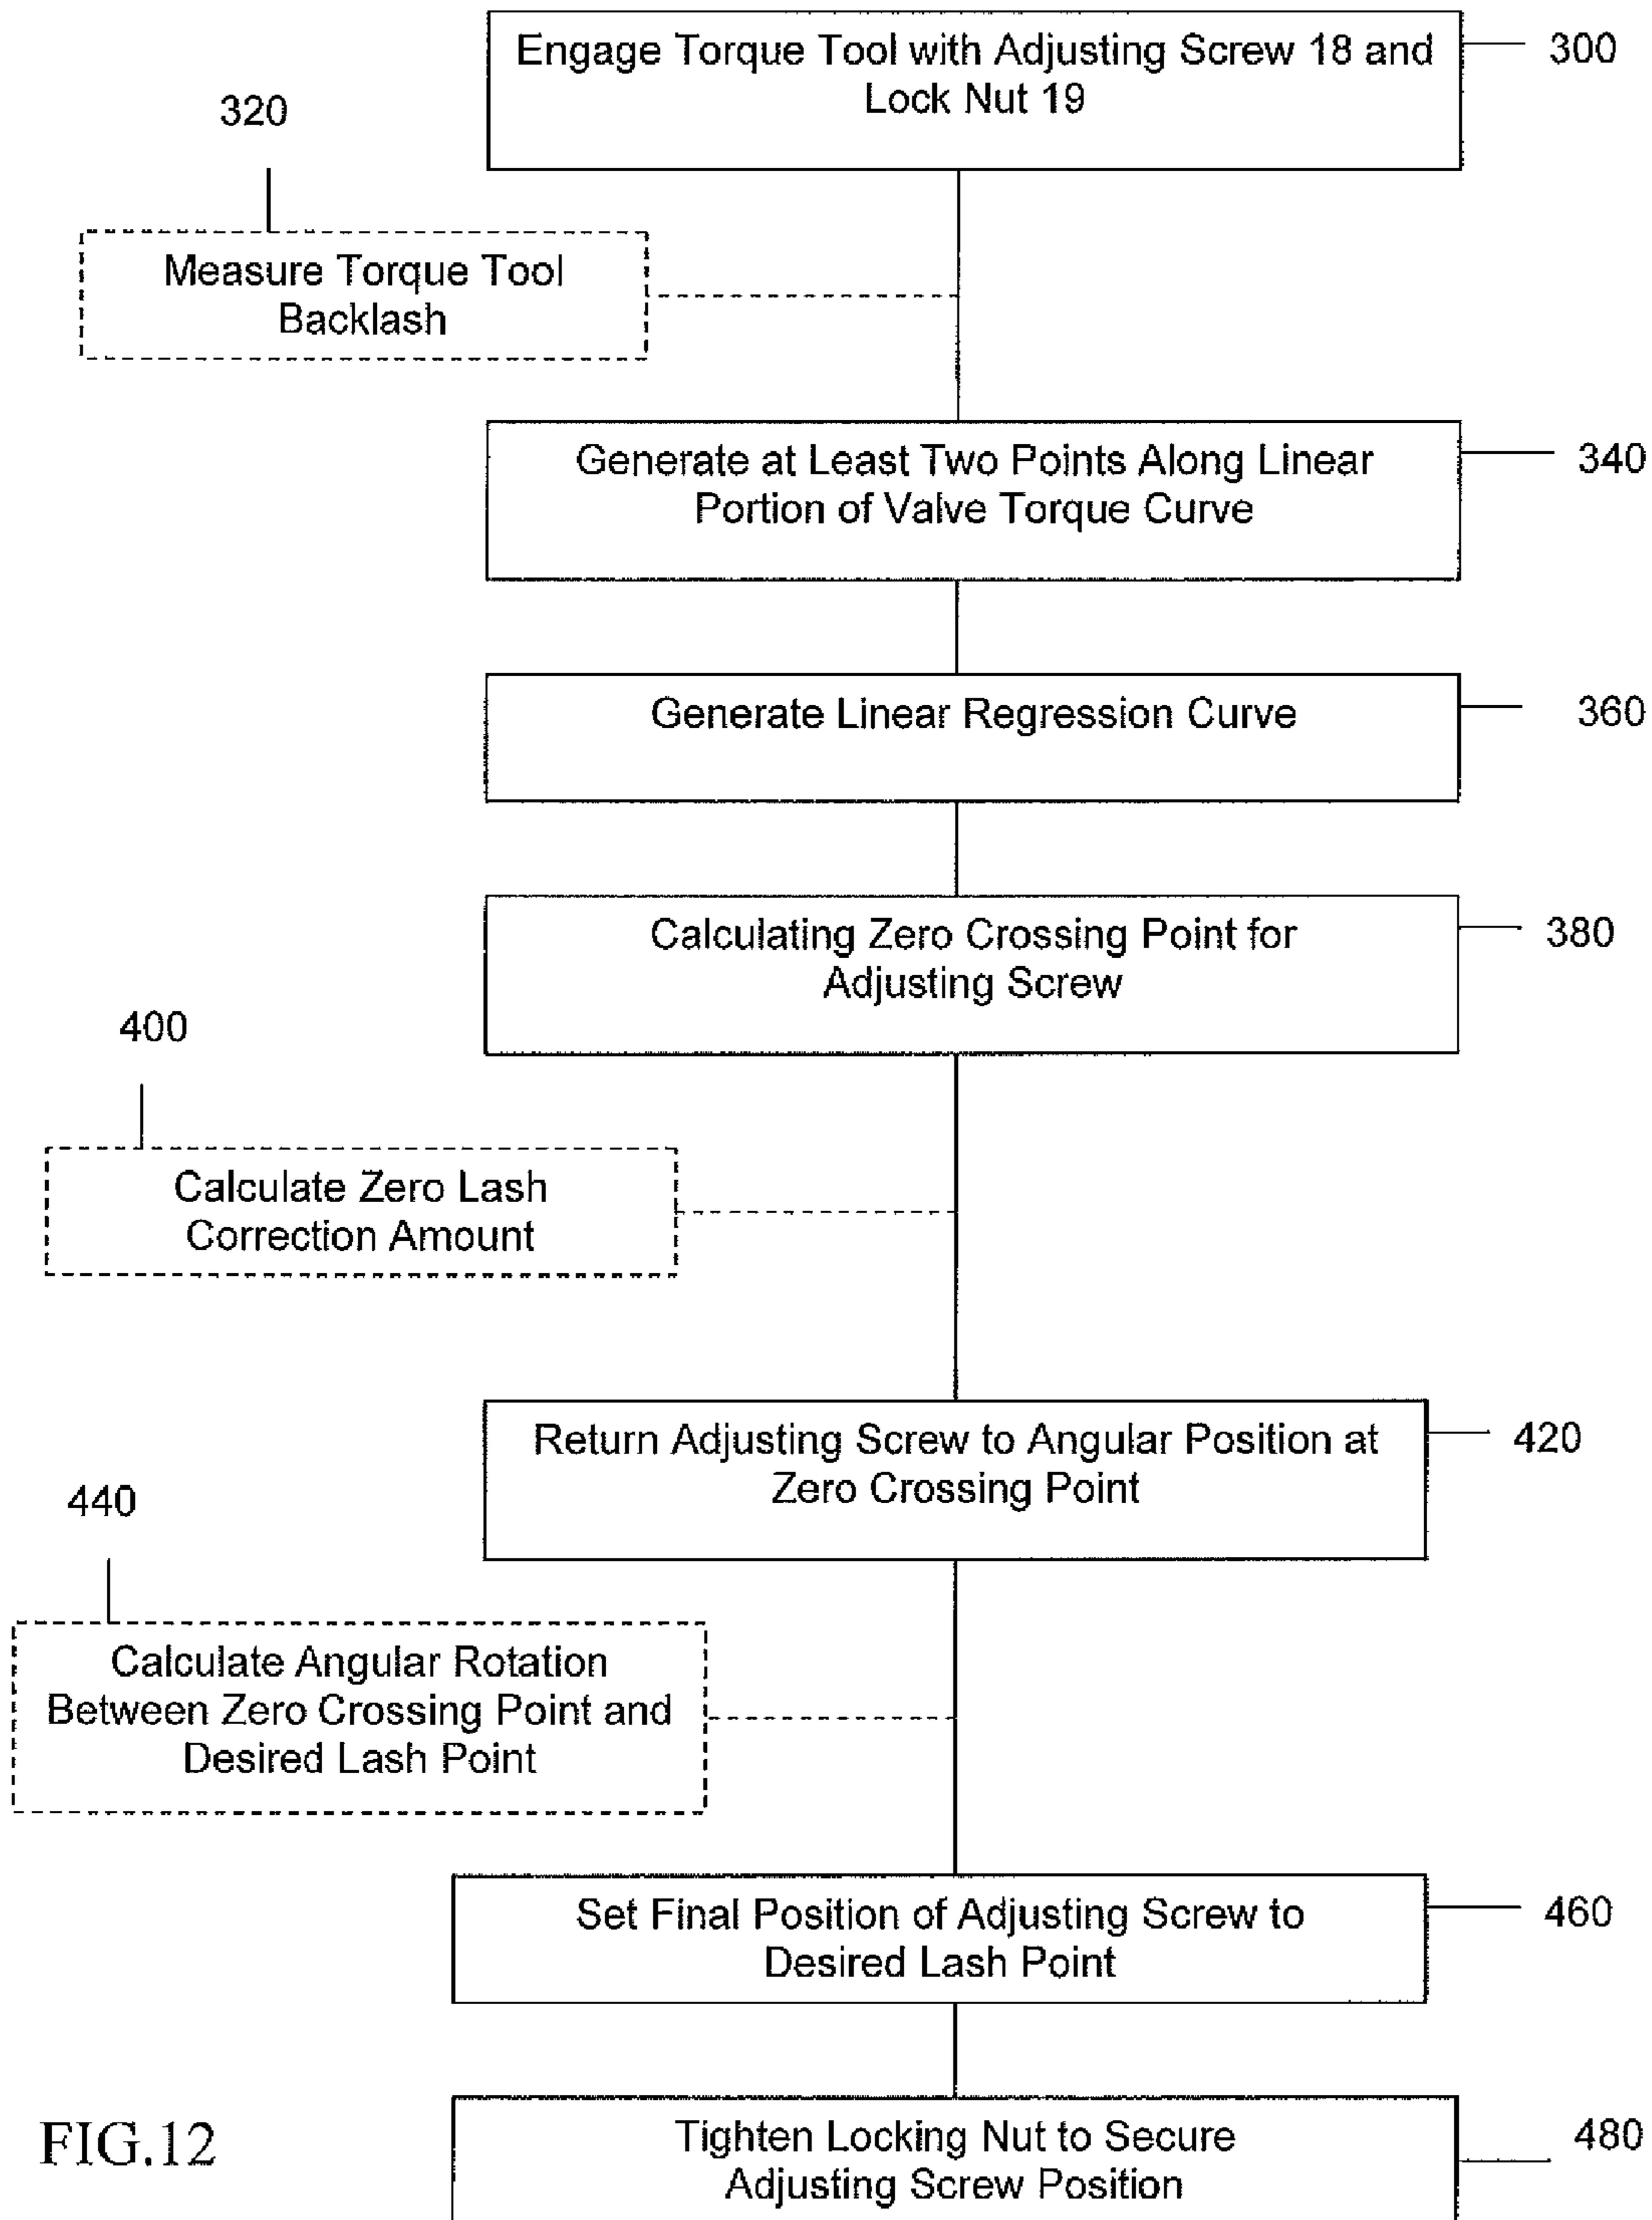 Engage Torque Tool with Adjusting Screw 18 and
Lock Nut 19
300
320
Measure Torque Tool
Backlash
Generate at Least Two Points Along Linear
Portion of Valve Torque Curve
340
Generate Linear Regression Curve
360
Calculating Zero Crossing Point for
Adjusting Screw
380
400
Calculate Zero Lash
Correction Amount
Return Adjusting Screw to Angular Position at
Zero Crossing Point
420
440
Calculate Angular Rotation
Between Zero Crossing Point and
Desired Lash Point
Set Final Position of Adjusting Screw to
Desired Lash Point
460
Tighten Locking Nut to Secure
Adjusting Screw Position
480
FIG.12